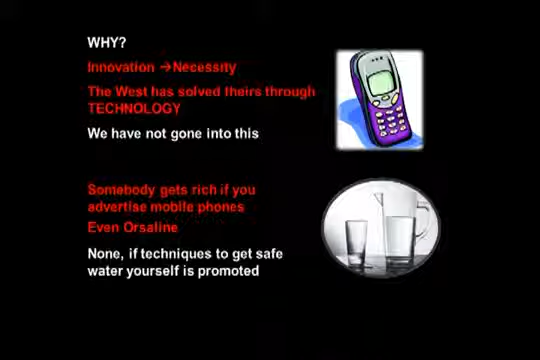 WHY?
Innovation →Necessity
The West has solved theirs through
TECHNOLOGY
We have not gone into this
Somebody gets rich if you
advertise mobile phones
Even Orsaline
None, if techniques to get safe
water yourself is promoted